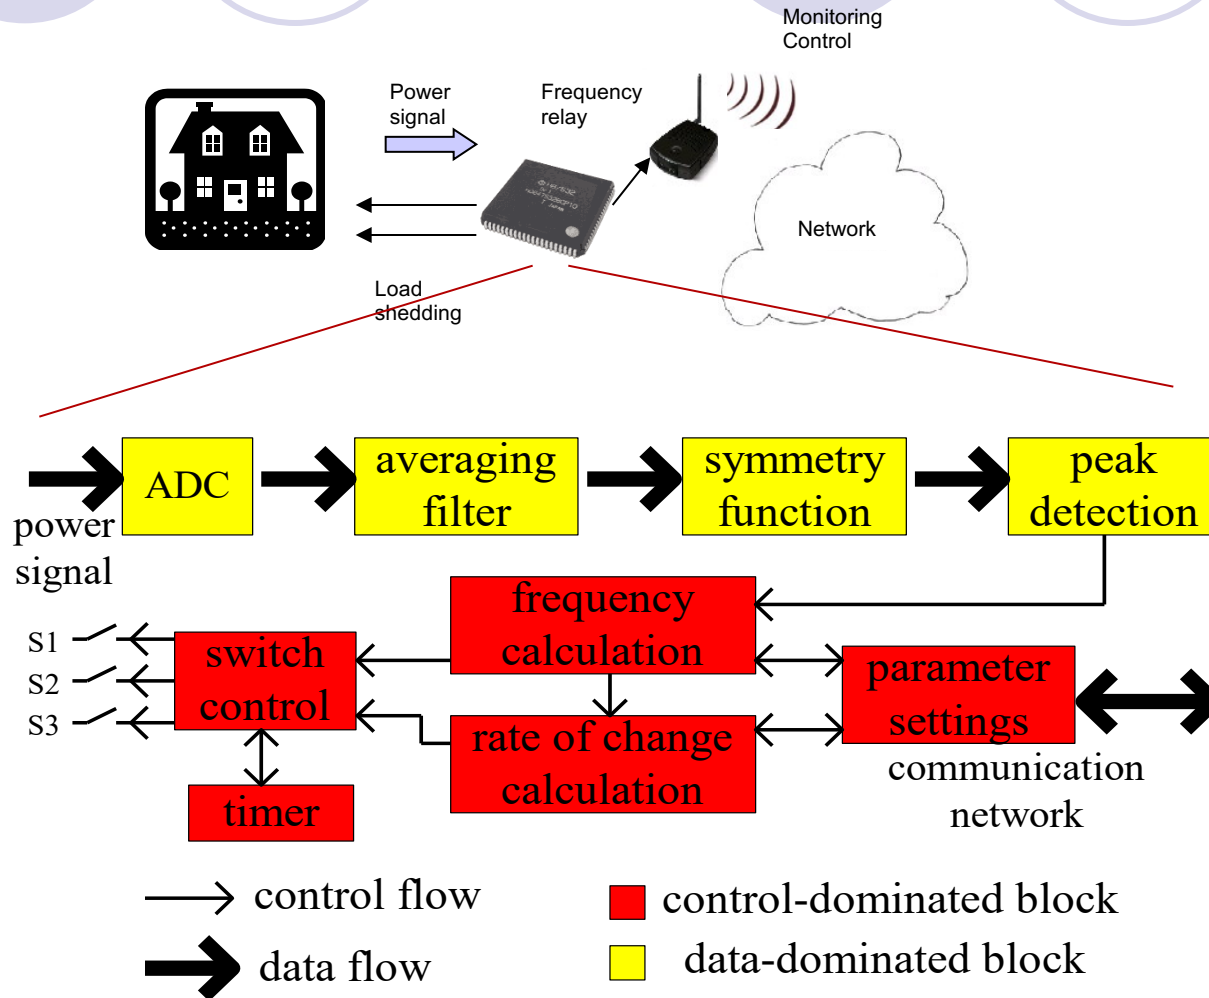 Monitoring
Control
Power
signal
Frequency
relay
Network
Load
shedding
ADC
averaging
filter
symmetry
function
peak
detection
power
signal
frequency
calculation
S1
S2
S3
switch
control
parameter
settings
rate of change
calculation
timer
communication
network
control flow
control-dominated block
data flow
data-dominated block